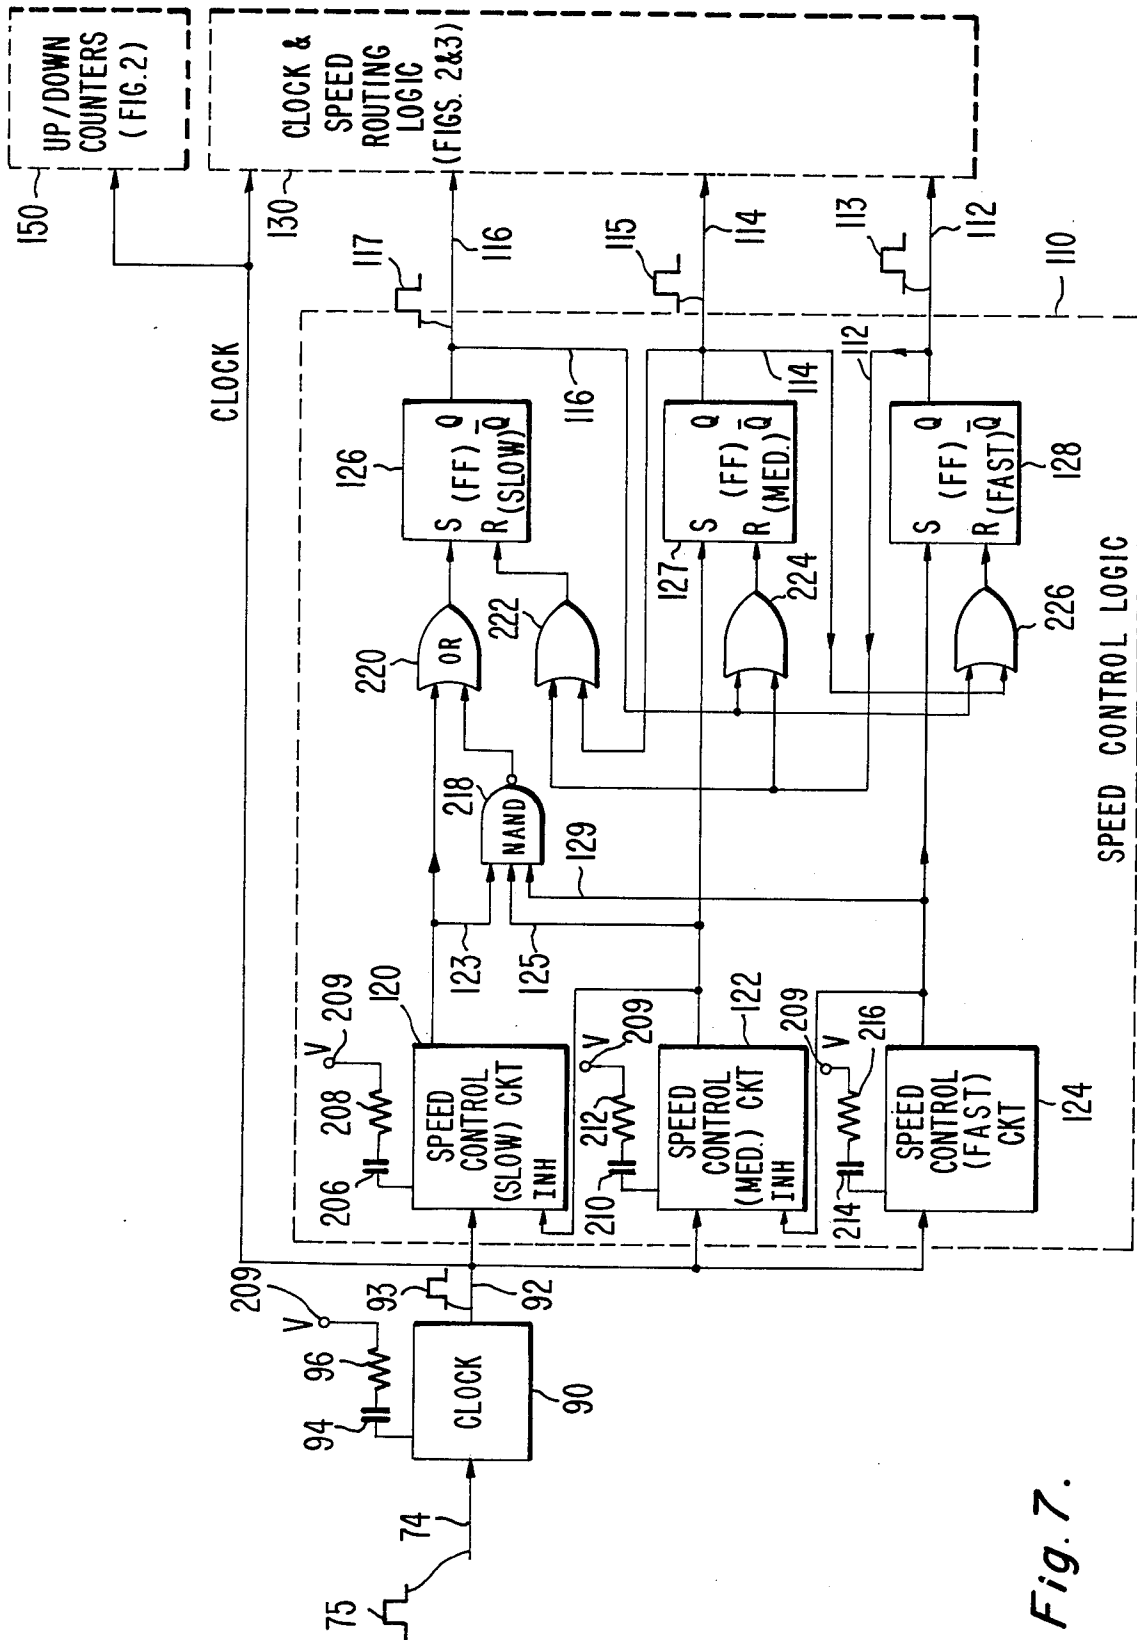 150
UP/DOWN
COUNTERS
(FIG.2)
CLOCK
130
CLOCK &
SPEED
ROUTING
LOGIC
(FIGS. 2&3)
75
74
94
96
V
209
CLOCK
90
93
92
206
208
V
209
120
SPEED
CONTROL
(SLOW) CKT
INH
210
212
209
V
122
SPEED
CONTROL
(MED.) CKT
INH
214
209
V
216
SPEED
CONTROL
(FAST)
CKT
124
123
125
129
218
NAND
220
OR
222
224
226
126
S
Q
(FF)
R
Q
(SLOW)
127
S
Q
(FF)
R
Q
(MED.)
S
Q
(FF)
R
Q
(FAST)
128
116
114
112
117
116
115
114
113
112
110
SPEED CONTROL LOGIC
Fig. 7.